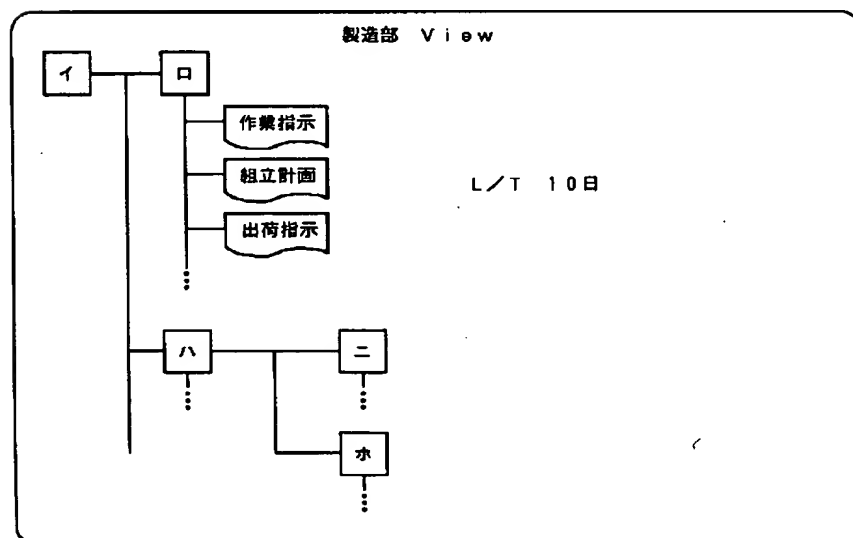 製造部 View
イ ロ
作業指示
組立計画
L/T 10日
出荷指示
ハ ニ
ホ